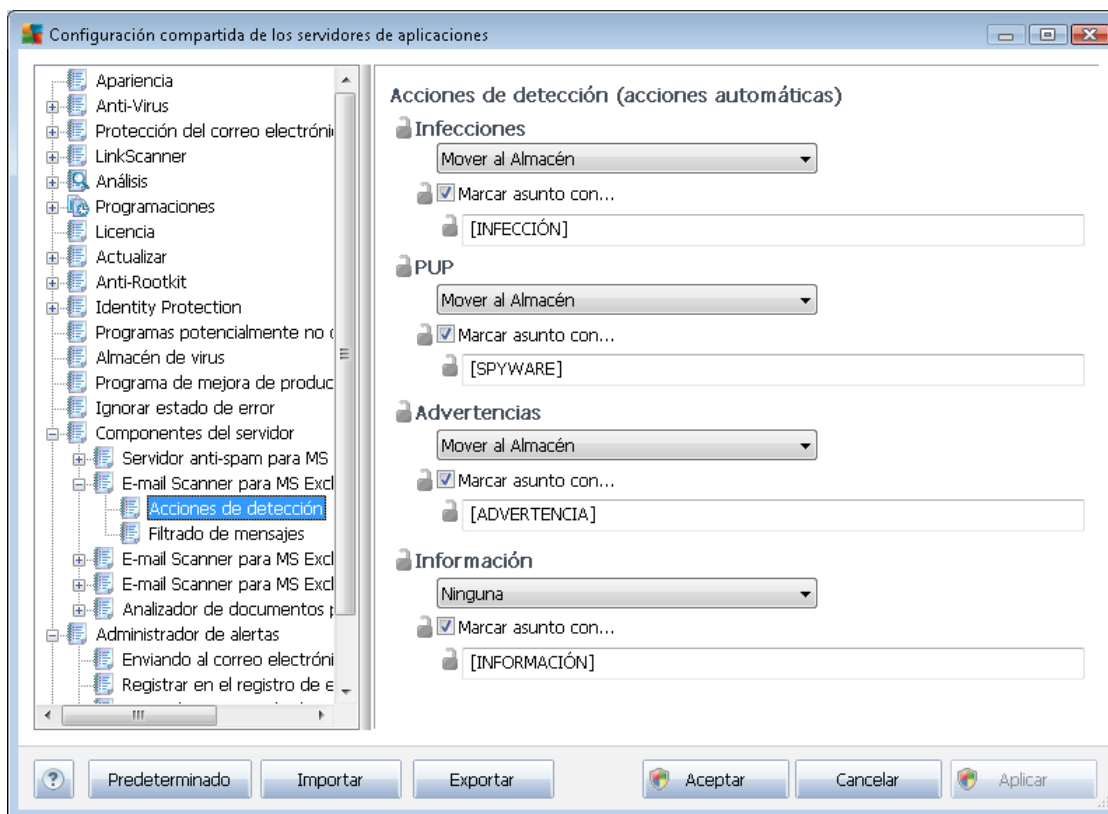 Configuración compartida de los servidores de aplicaciones
Apariencia
Anti-Virus
Protección del correo electróni
LinkScanner
Análisis
Programaciones
Licencia
Actualizar
Anti-Rootkit
Identity Protection
Programas potencialmente no
Almacén de virus
Programa de mejora de produc
Ignorar estado de error
Componentes del servidor
Servidor anti-spam para MS
E-mail Scanner para MS Excl
Acciones de detección
Filtrado de mensajes
E-mail Scanner para MS Excl
E-mail Scanner para MS Excl
Analizador de documentos
Administrador de alertas
Enviando al correo electróni
Registrar en el registro de e
Acciones de detección (acciones automáticas)
Infecciones
Mover al Almacén
Marcar asunto con...
[INFECCIÓN]
PUP
Mover al Almacén
Marcar asunto con...
[SPYWARE]
Advertencias
Mover al Almacén
Marcar asunto con...
[ADVERTENCIA]
Información
Ninguna
Marcar asunto con...
[INFORMACIÓN]
? Predeterminado Importar Exportar Aceptar Cancelar Aplicar